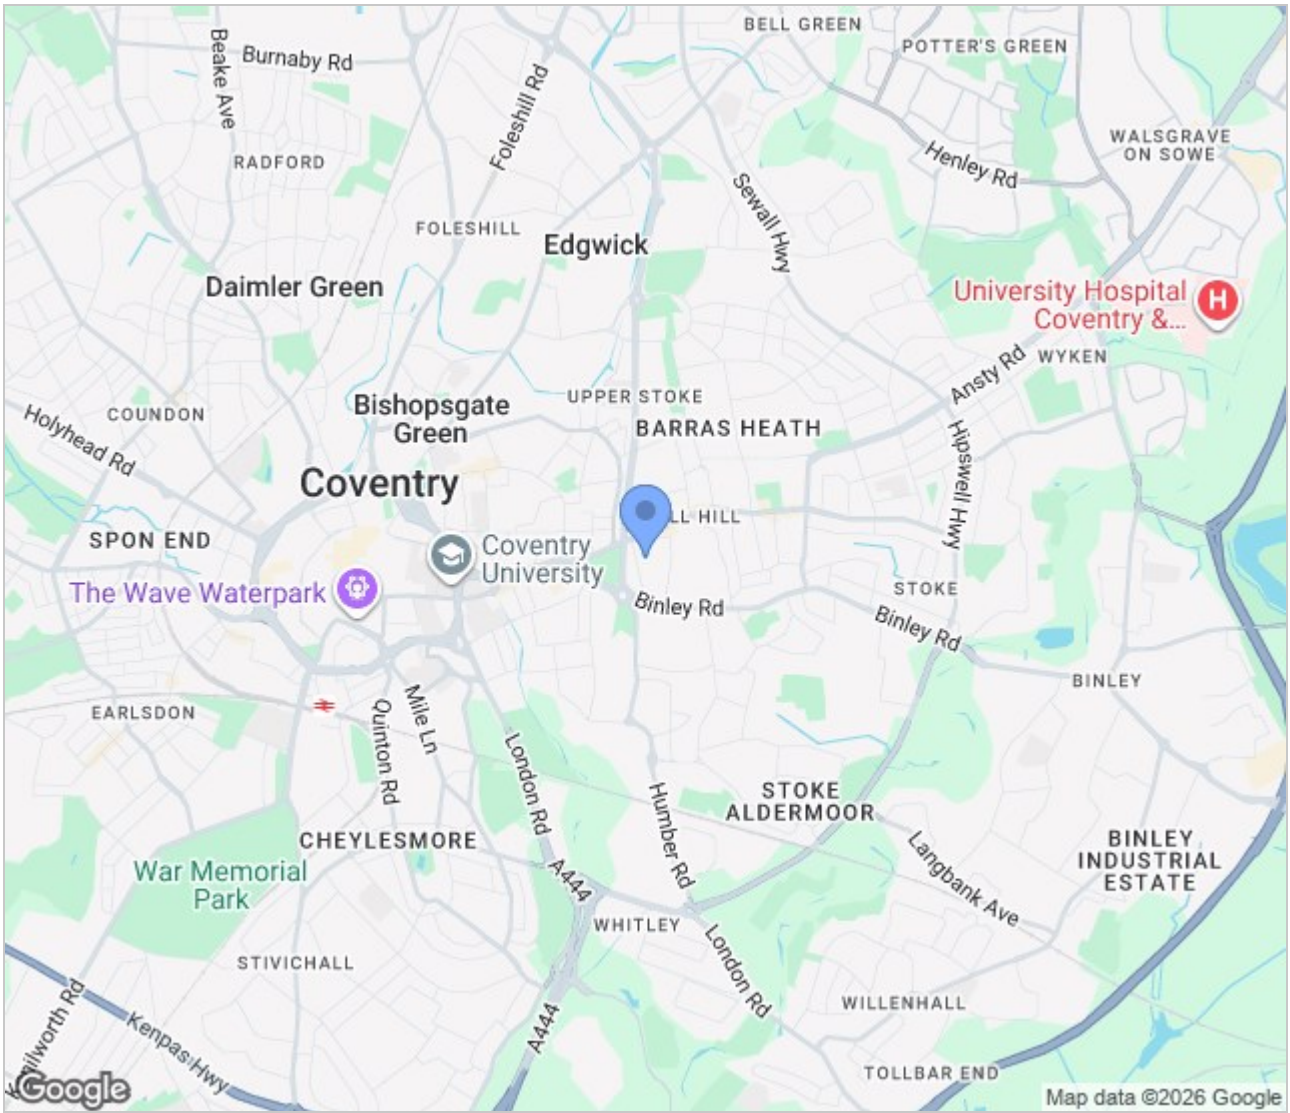 BELL GREEN
POTTER'S GREEN
Burnaby Rd
Beake Ave
Foleshill Rd
WALSGRAVE
ON SOWE
Henley Rd
RADFORD
Sewall Hwy
FOLESHILL
Edgwick
Daimler Green
University Hospital
Coventry &...
H
WYKEN
Ansty Rd
UPPER STOKE
Bishopsgate
Green
COUNDON
Holyhead Rd
BARRAS HEATH
Hipswell Hwy
Coventry
LL HILL
SPON END
Coventry
University
The Wave Waterpark
STOKE
Binley Rd
Binley Rd
BINLEY
EARLSDON
Mile Ln
Quinton Rd
London Rd
STOKE
ALDERMOOR
Humber Rd
CHEYLESMORE
BINLEY
INDUSTRIAL
ESTATE
Langbank Ave
War Memorial
Park
A444
WHITLEY
London Rd
STIVICHALL
WILLENHALL
A444
Kenpas Hwy
TOLLBAR END
Google
Map data ©2026 Google